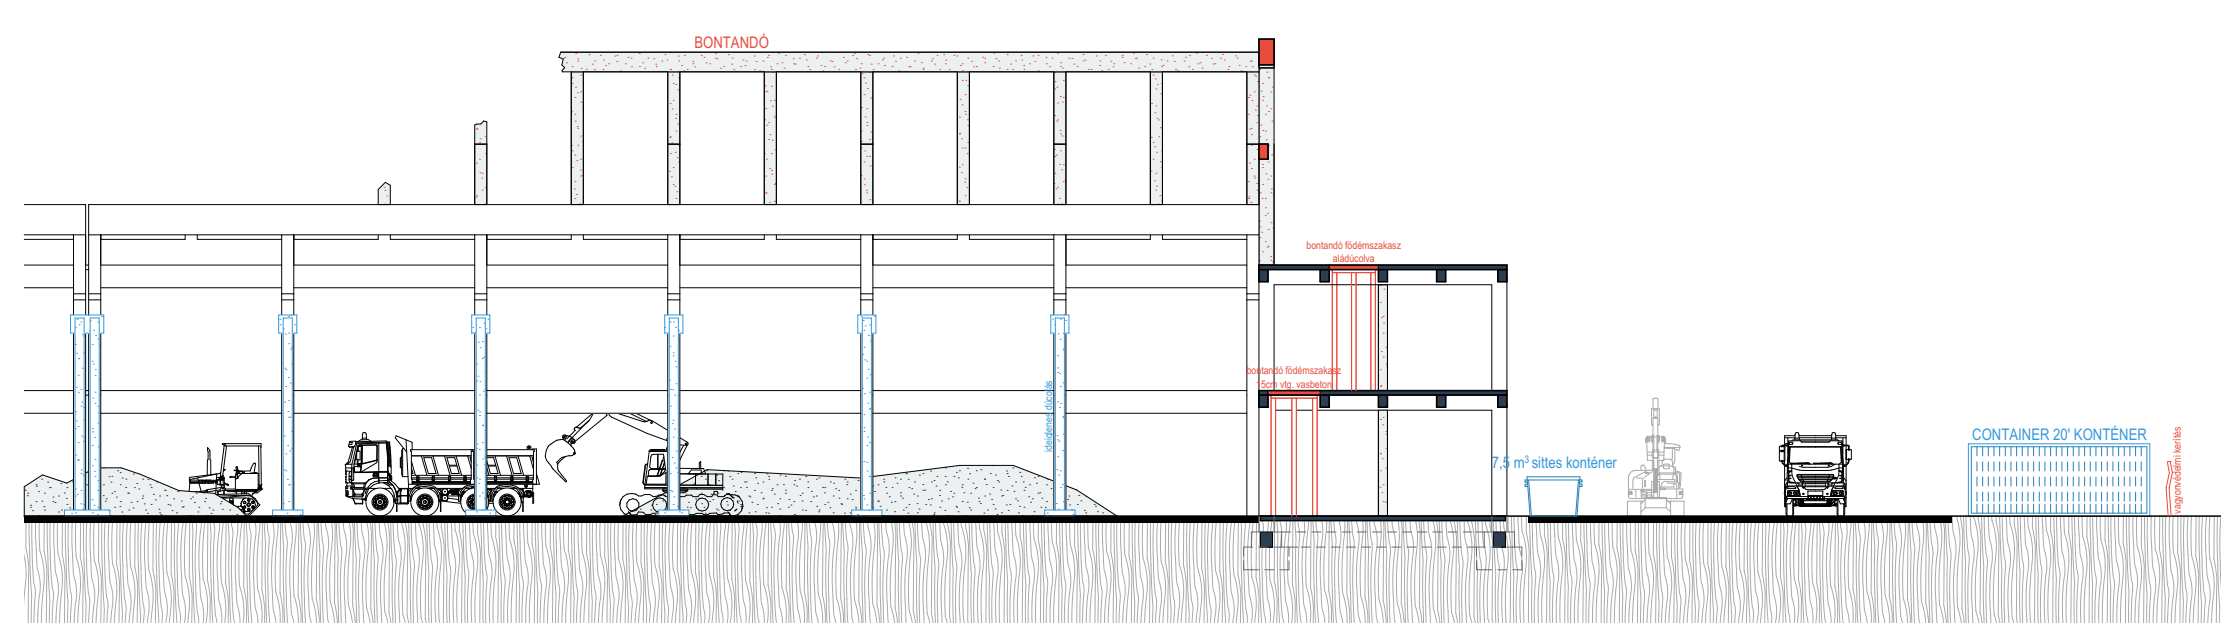 BONTANDÓ
bontandó födémszakasz
aládúcolva
bontandó födémszakasz
15cm vtg. vasbeton
ideiglenes dúcolás
7,5 m³ sittes konténer
CONTAINER 20' KONTÉNER
vagyonvédelmi kerítés